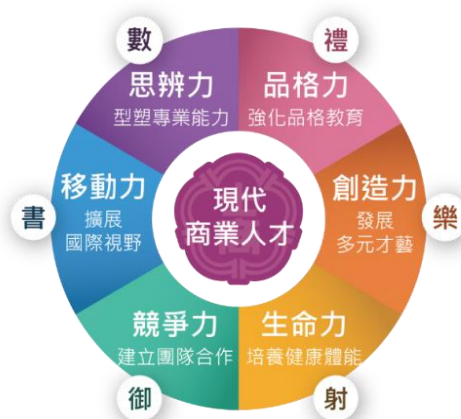 數
禮
思辨力
型塑專業能力
品格力
強化品格教育
書
移動力
擴展
國際視野
現代
商業人才
創造力
發展
多元才藝
樂
競爭力
建立團隊合作
生命力
培養健康體能
御
射